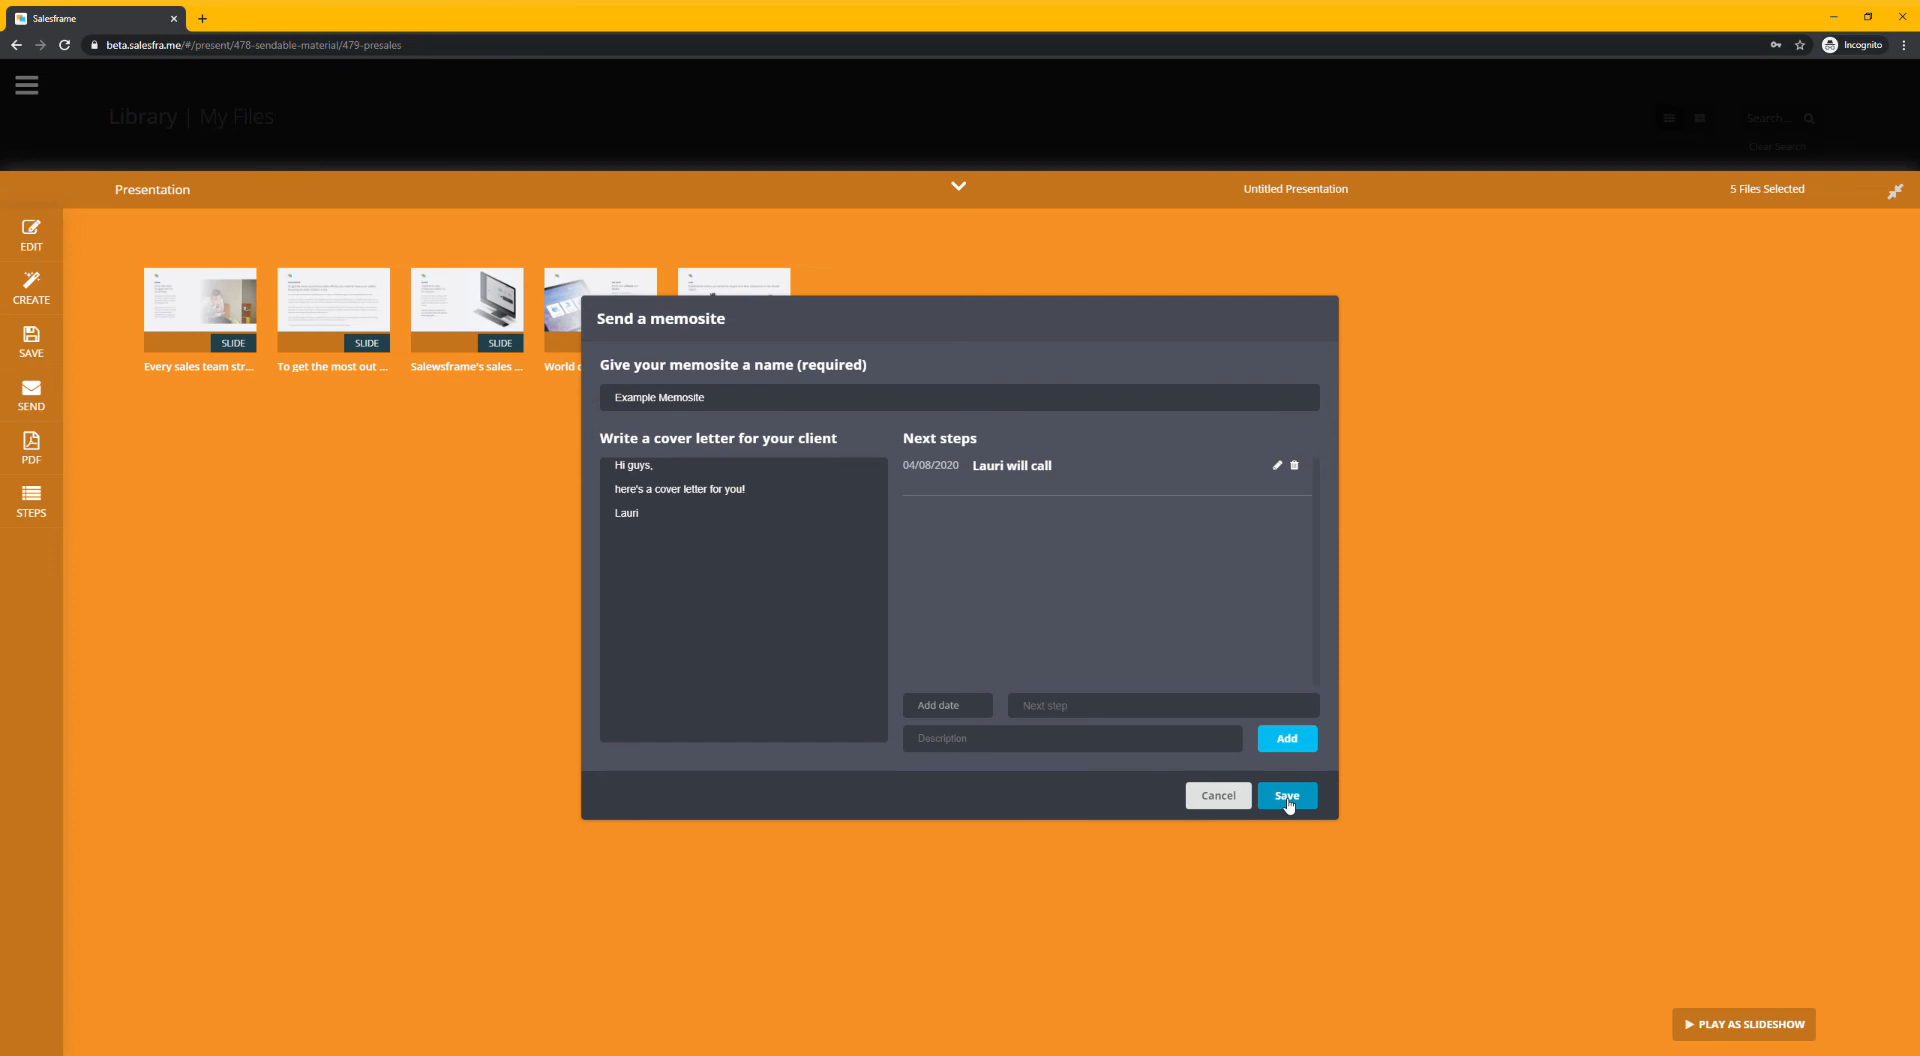 Salesframe
beta.salesfra.me/#/present/478-sendable-material/479-presales
Incognito
Library | My Files
Search...
Clear Search
Presentation
Untitled Presentation
5 Files Selected
EDIT
CREATE
SAVE
SEND
PDF
STEPS
SLIDE
SLIDE
SLIDE
Every sales team str...
To get the most out ...
Salewsframe's sales ...
World
Send a memosite
Give your memosite a name (required)
Example Memosite
Write a cover letter for your client
Hi guys,
here's a cover letter for you!
Lauri
Next steps
04/08/2020 Lauri will call
Add date
Next step
Description
Add
Cancel
Save
PLAY AS SLIDESHOW